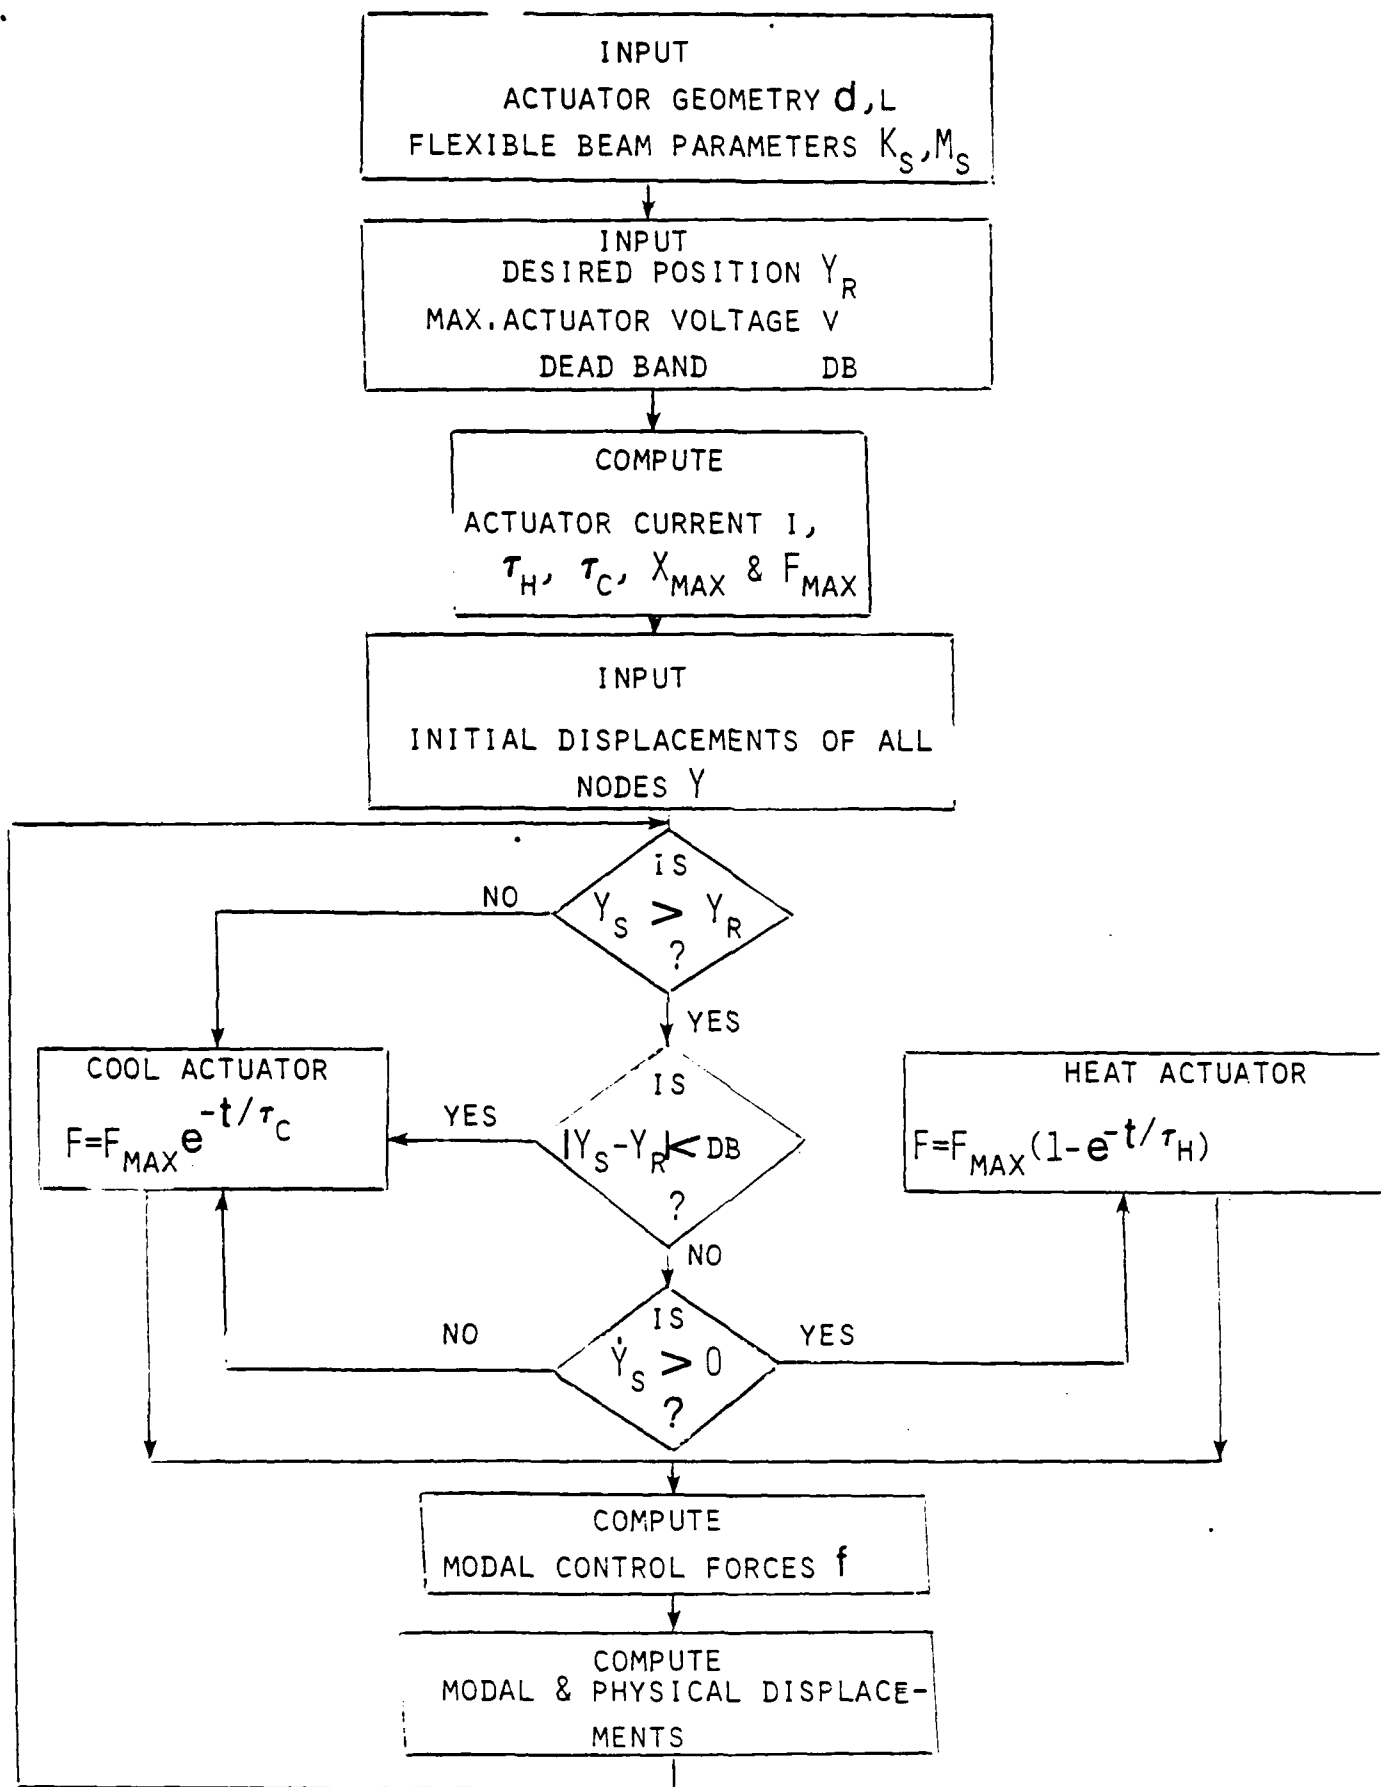 INPUT
ACTUATOR GEOMETRY d,L
FLEXIBLE BEAM PARAMETERS K_S,M_S
INPUT
DESIRED POSITION Y_R
MAX.ACTUATOR VOLTAGE V
DEAD BAND DB
COMPUTE
ACTUATOR CURRENT I,
τ_H, τ_C, X_MAX & F_MAX
INPUT
INITIAL DISPLACEMENTS OF ALL
NODES Y
IS
Y_S > Y_R
?
NO
YES
COOL ACTUATOR
F=F_MAX e^-t/τ_C
YES
IS
|Y_S-Y_R|< DB
?
HEAT ACTUATOR
F=F_MAX(1-e^-t/τ_H)
NO
IS
Ẏ_S > 0
?
NO
YES
COMPUTE
MODAL CONTROL FORCES f
COMPUTE
MODAL & PHYSICAL DISPLACE-
MENTS